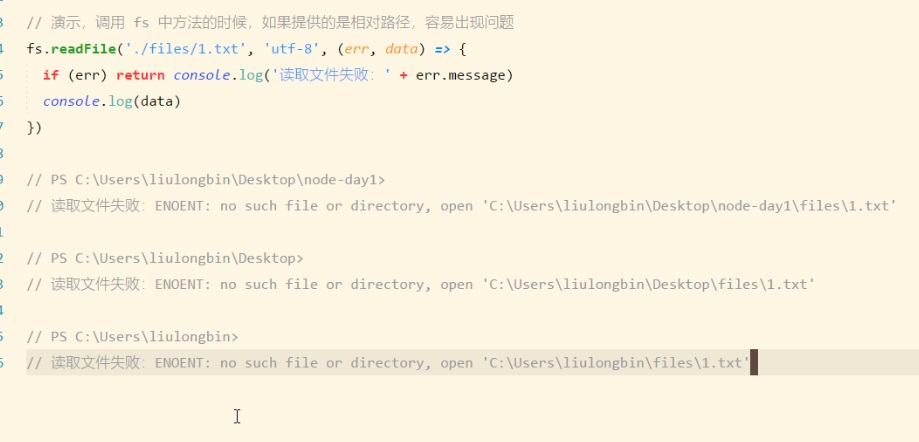 // 演示，调用 fs 中方法的时候，如果提供的是相对路径，容易出现问题
fs.readFile('./files/1.txt', 'utf-8', (err, data) => {
if (err) return console.log('读取文件失败：' + err.message)
console.log(data)
})
// PS C:\Users\liulongbin\Desktop\node-day1>
// 读取文件失败：ENOENT: no such file or directory, open 'C:\Users\liulongbin\Desktop\node-day1\files\1.txt'
// PS C:\Users\liulongbin\Desktop>
// 读取文件失败：ENOENT: no such file or directory, open 'C:\Users\liulongbin\Desktop\files\1.txt'
// PS C:\Users\liulongbin>
// 读取文件失败：ENOENT: no such file or directory, open 'C:\Users\liulongbin\files\1.txt'